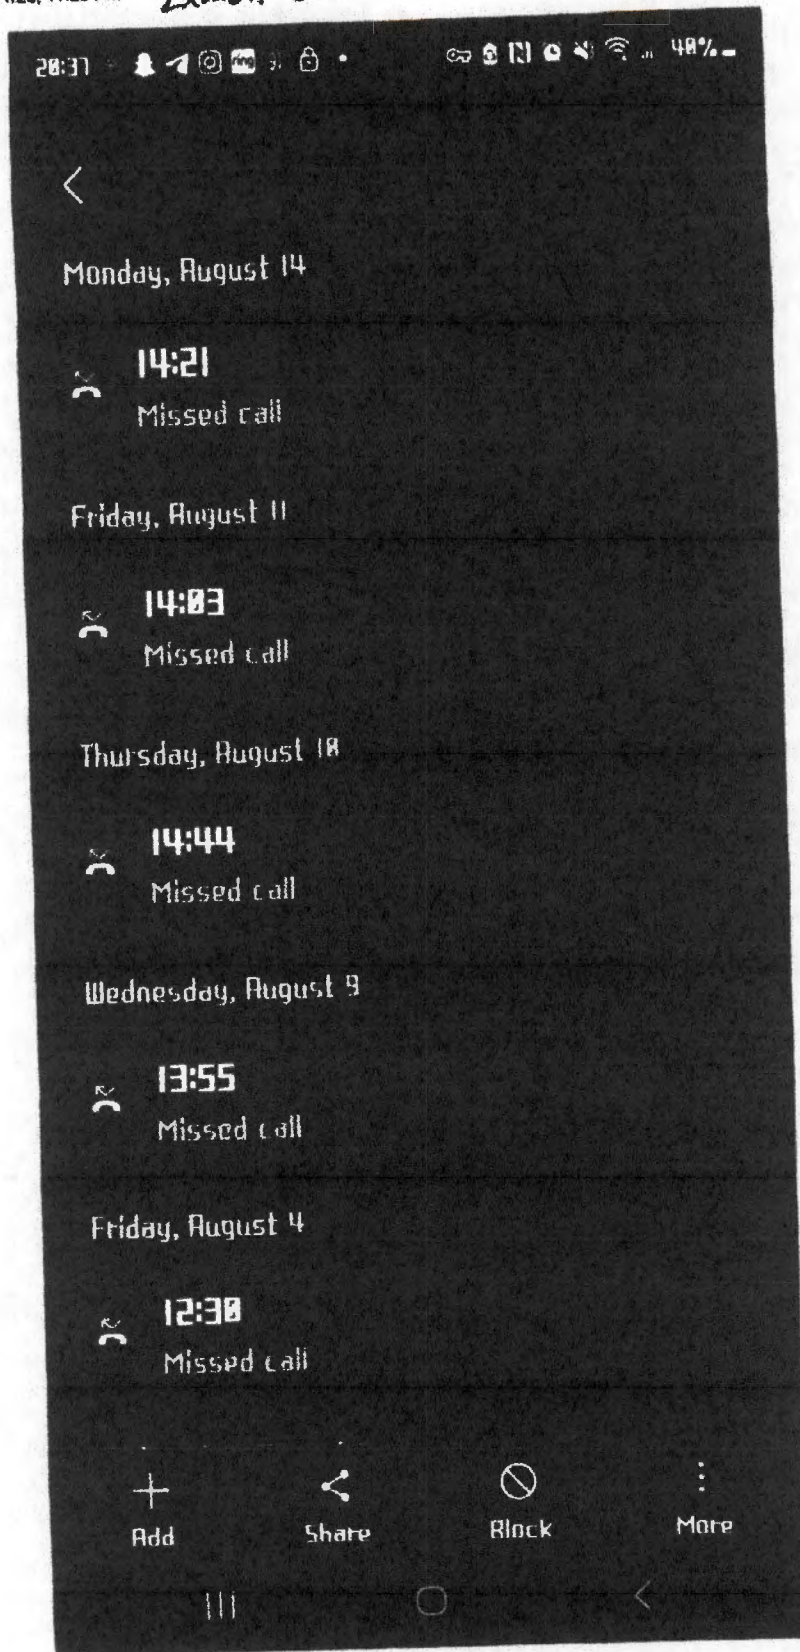 20:37 ring 40%
Monday, August 14
14:21
Missed call
Friday, August 11
14:03
Missed call
Thursday, August 10
14:44
Missed call
Wednesday, August 9
13:55
Missed call
Friday, August 4
12:30
Missed call
Add Share Block More